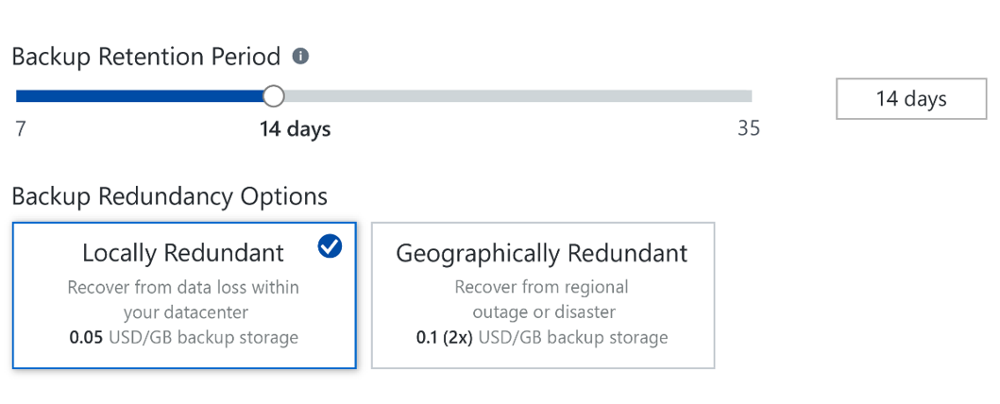 Backup Retention Period
14 days
7
14 days
35
Backup Redundancy Options
Locally Redundant
Recover from data loss within
your datacenter
0.05 USD/GB backup storage
Geographically Redundant
Recover from regional
outage or disaster
0.1 (2x) USD/GB backup storage